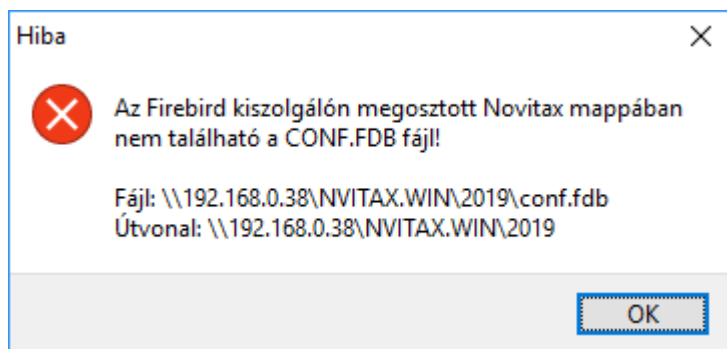 Hiba
Az Firebird kiszolgálón megosztott Novitax mappában
nem található a CONF.FDB fájl!
Fájl: \\192.168.0.38\NVITAX.WIN\2019\conf.fdb
Útvonal: \\192.168.0.38\NVITAX.WIN\2019
OK